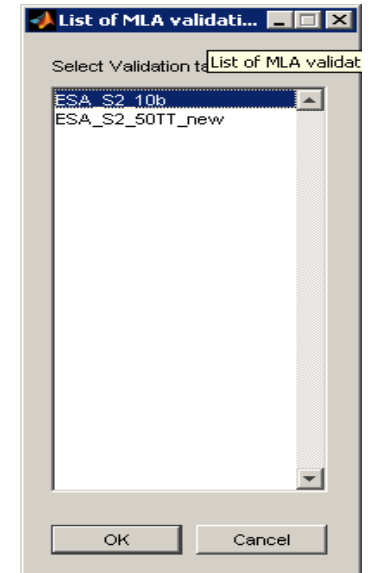 List of MLA validati...
Select Validation ta
List of MLA validat
ESA_S2_10b
ESA_S2_50TT_new
OK
Cancel